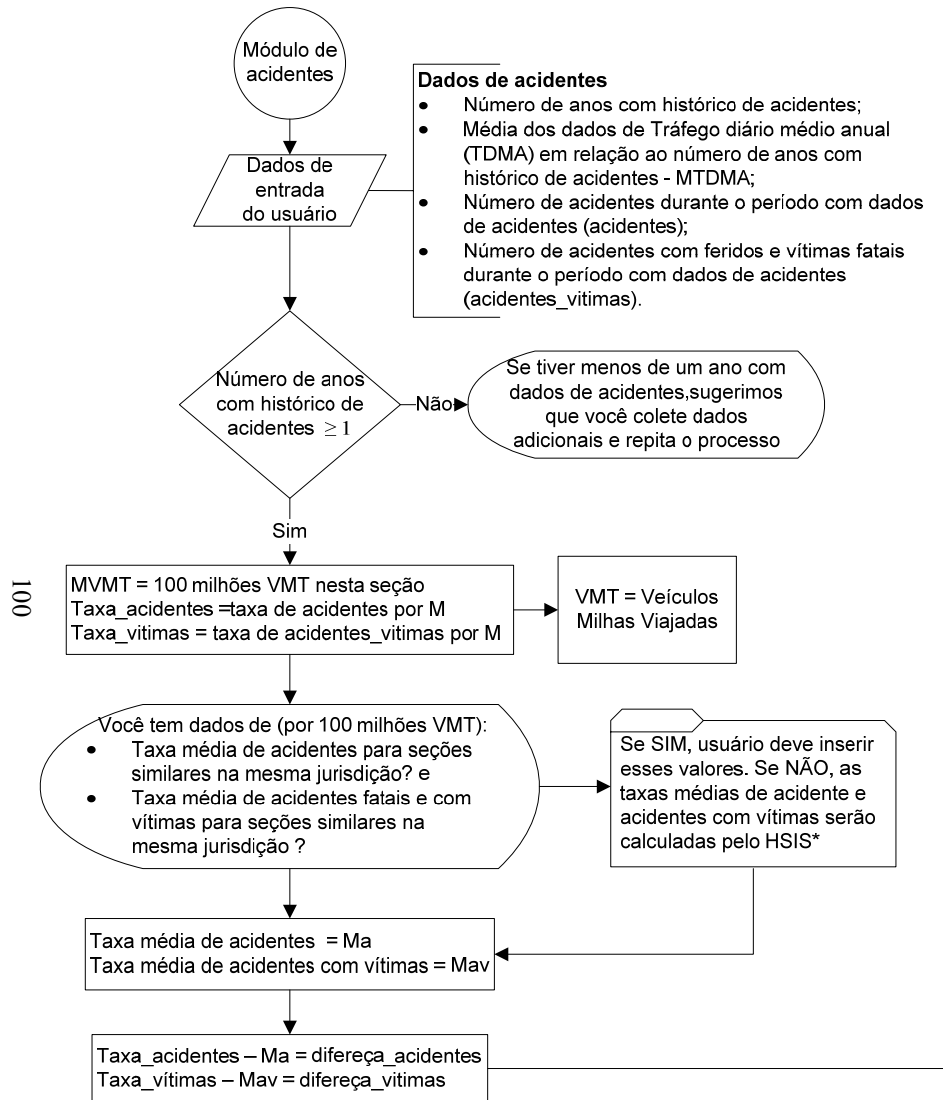 Módulo de
acidentes
Dados de acidentes
• Número de anos com histórico de acidentes;
• Média dos dados de Tráfego diário médio anual
(TDMA) em relação ao número de anos com
histórico de acidentes - MTDMA;
• Número de acidentes durante o período com dados
de acidentes (acidentes);
• Número de acidentes com feridos e vítimas fatais
durante o período com dados de acidentes
(acidentes_vitimas).
Dados de
entrada
do usuário
Número de anos
com histórico de
acidentes ≥ 1
Não
Se tiver menos de um ano com
dados de acidentes,sugerimos
que você colete dados
adicionais e repita o processo
Sim
MVMT = 100 milhões VMT nesta seção
Taxa_acidentes =taxa de acidentes por M
Taxa_vitimas = taxa de acidentes_vitimas por M
VMT = Veículos
Milhas Viajadas
100
Você tem dados de (por 100 milhões VMT):
• Taxa média de acidentes para seções
similares na mesma jurisdição? e
• Taxa média de acidentes fatais e com
vítimas para seções similares na
mesma jurisdição ?
Se SIM, usuário deve inserir
esses valores. Se NÃO, as
taxas médias de acidente e
acidentes com vítimas serão
calculadas pelo HSIS*
Taxa média de acidentes = Ma
Taxa média de acidentes com vítimas = Mav
Taxa_acidentes – Ma = difereça_acidentes
Taxa_vítimas – Mav = difereça_vitimas